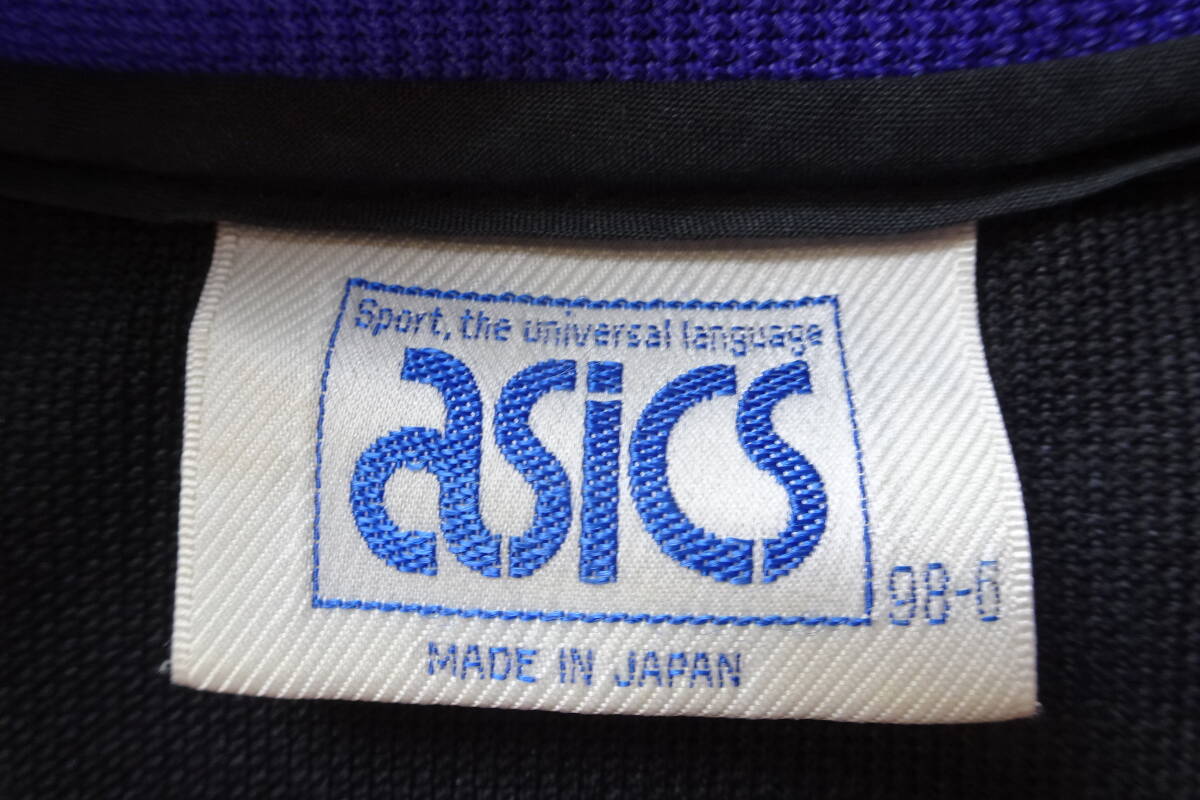 Sport, the universal language
asics
98-6
MADE IN JAPAN